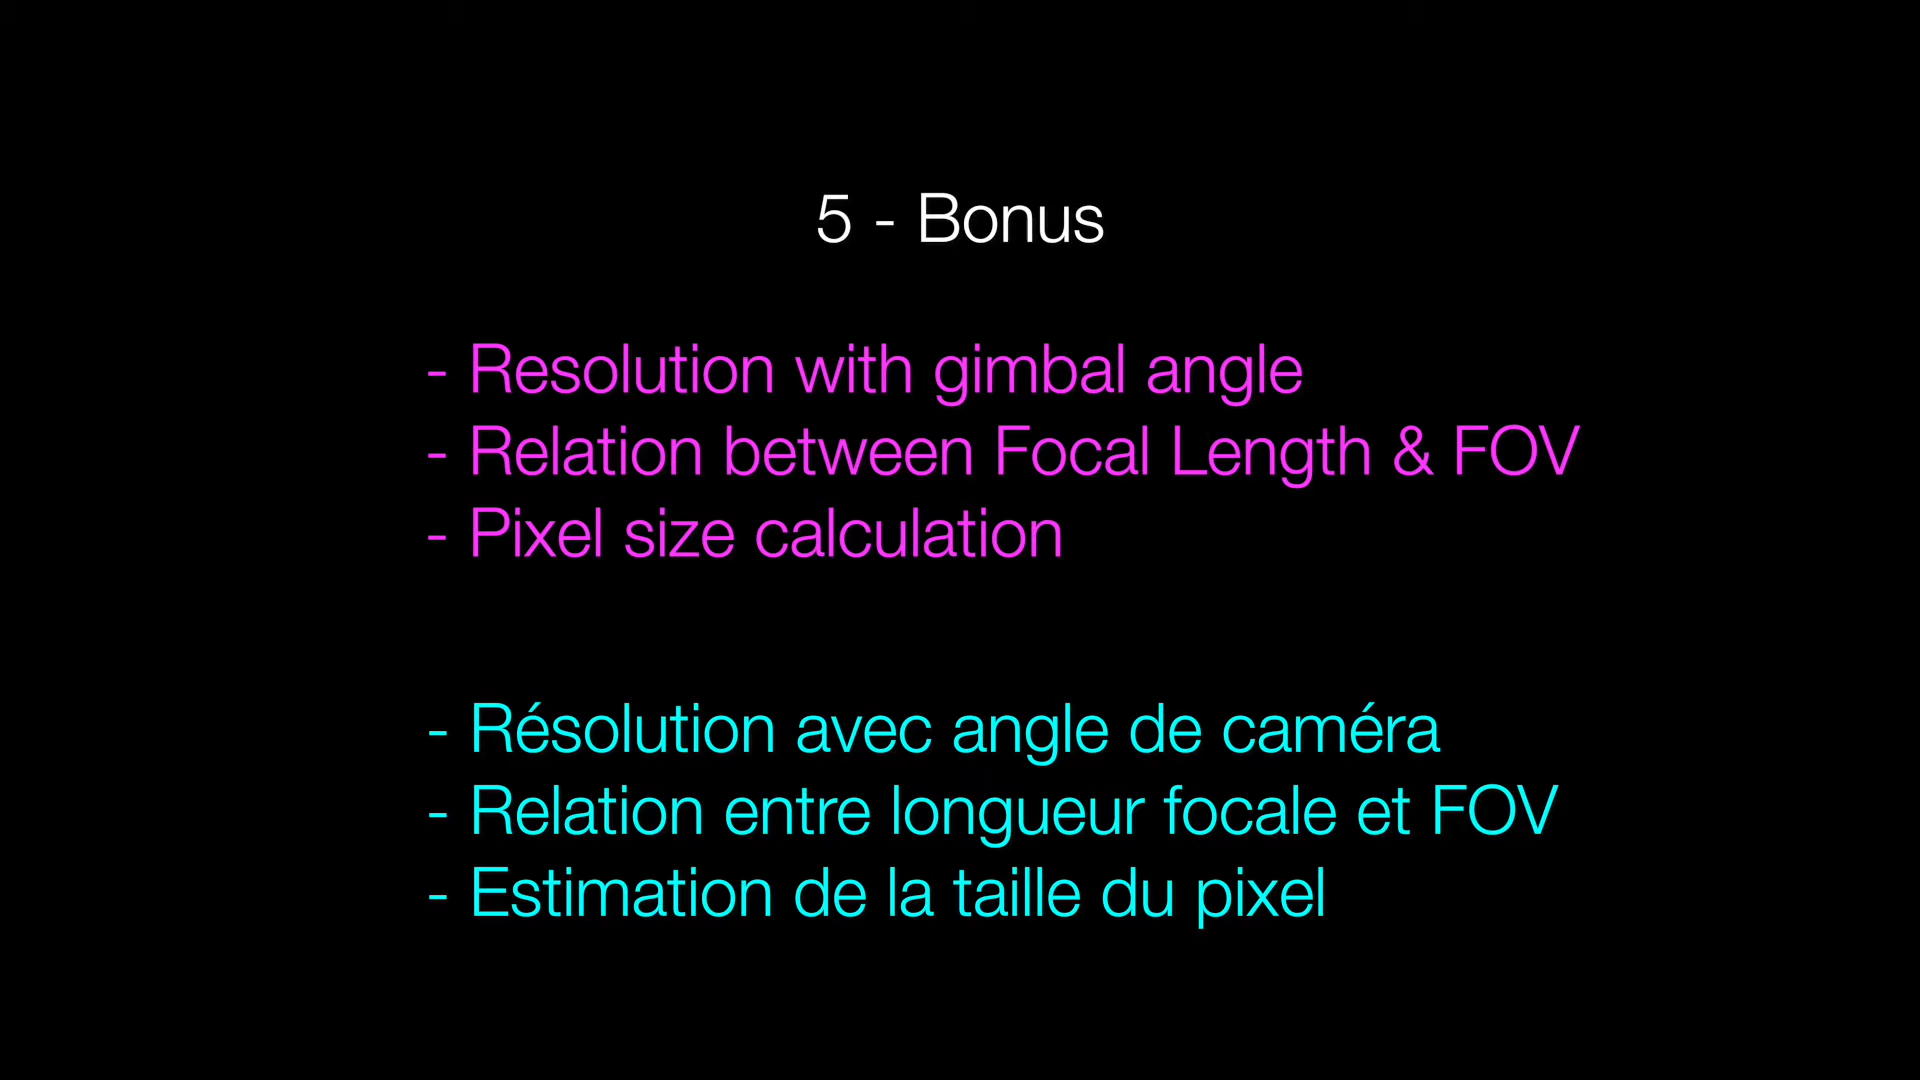 5 - Bonus
- Resolution with gimbal angle
- Relation between Focal Length & FOV
- Pixel size calculation
- Résolution avec angle de caméra
- Relation entre longueur focale et FOV
- Estimation de la taille du pixel